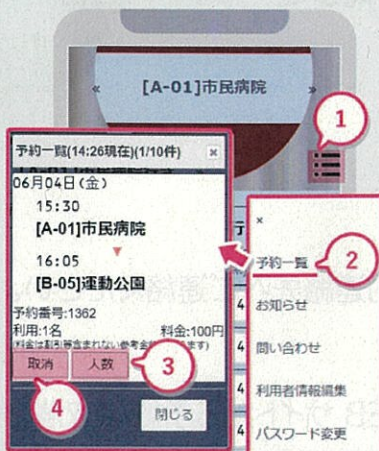 « [A-01]市民病院 »
1
予約一覧(14:26現在)(1/10件) ×
06月04日(金)
15:30
[A-01]市民病院
▼
16:05
[B-05]運動公園
予約番号:1362
利用:1名 料金:100円
取消 人数
3
4
閉じる
×
予約一覧
2
4 お知らせ
4 問い合わせ
4 利用者情報編集
4 パスワード変更